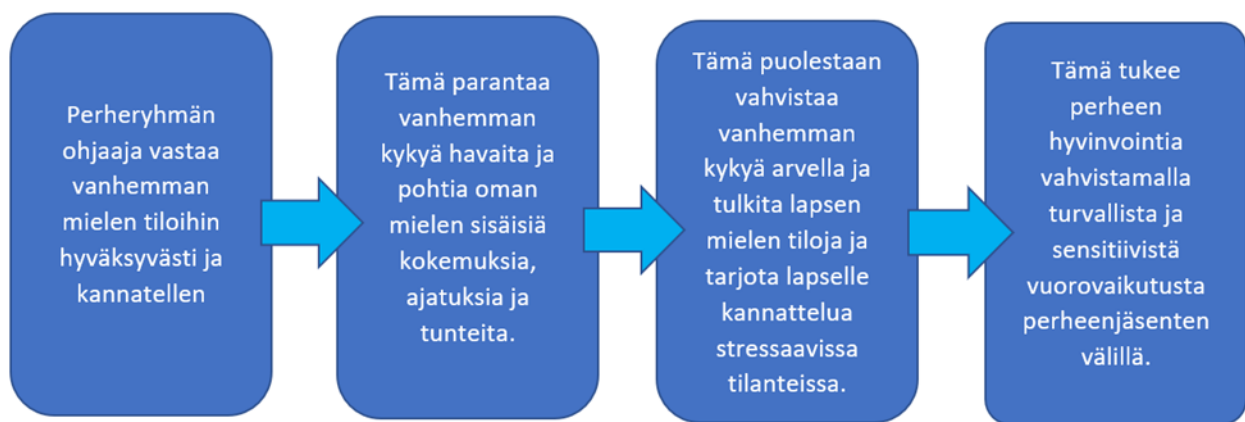 Perheryhmän
ohjaaja vastaa
vanhemman
mielen tiloihin
hyväksyvästi ja
kannatellen
Tämä parantaa
vanhemman
kykyä havaita ja
pohtia oman
mielen sisäisiä
kokemuksia,
ajatuksia ja
tunteita.
Tämä puolestaan
vahvistaa
vanhemman
kykyä arvella ja
tulkita lapsen
mielen tiloja ja
tarjota lapselle
kannattelua
stressaavissa
tilanteissa.
Tämä tukee
perheen
hyvinvointia
vahvistamalla
turvallista ja
sensitiivistä
vuorovaikutusta
perheenjäsenten
välillä.